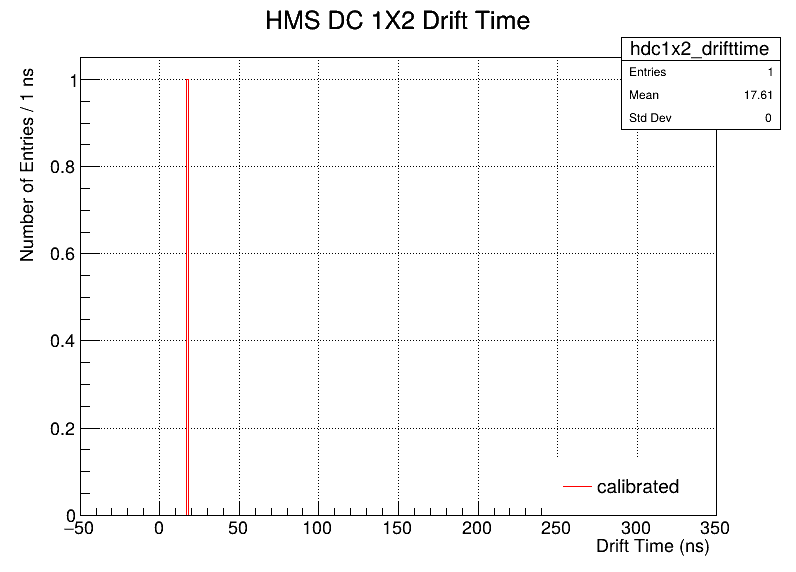 HMS DC 1X2 Drift Time
hdc1x2_drifttime
Entries 1
Mean 17.61
Std Dev 0
Number of Entries / 1 ns
1
0.8
0.6
0.4
0.2
0
calibrated
−50 0 50 100 150 200 250 300 350
Drift Time (ns)